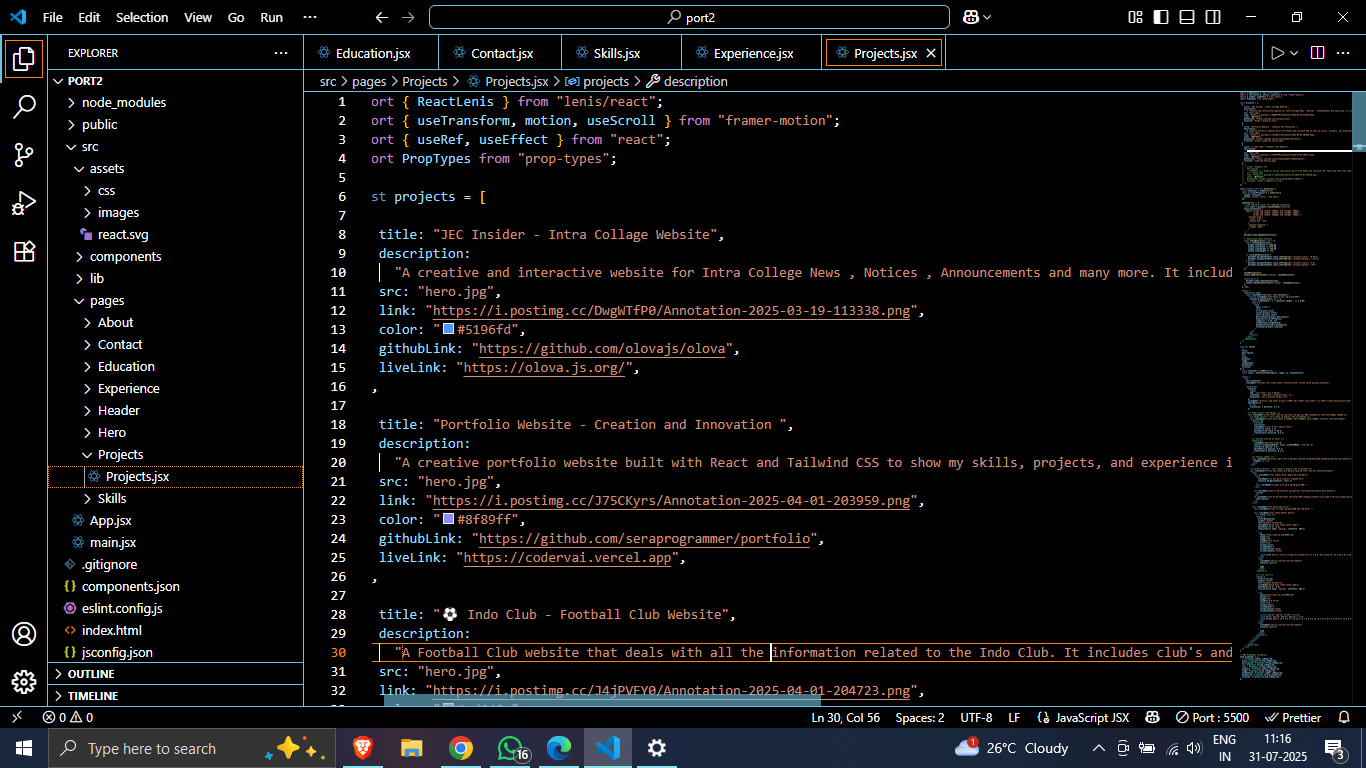 File Edit Selection View Go Run ··· port2
EXPLORER ···
PORT2
node_modules
public
src
assets
css
images
react.svg
components
lib
pages
About
Contact
Education
Experience
Header
Hero
Projects
Projects.jsx
Skills
App.jsx
main.jsx
.gitignore
components.json
eslint.config.js
index.html
jsconfig.json
OUTLINE
TIMELINE
Education.jsx Contact.jsx Skills.jsx Experience.jsx Projects.jsx
src > pages > Projects > Projects.jsx > projects > description
1 ort { ReactLenis } from "lenis/react";
2 ort { useTransform, motion, useScroll } from "framer-motion";
3 ort { useRef, useEffect } from "react";
4 ort PropTypes from "prop-types";
5
6 st projects = [
7
8 title: "JEC Insider - Intra Collage Website",
9 description:
10 "A creative and interactive website for Intra College News , Notices , Announcements and many more. It includ
11 src: "hero.jpg",
12 link: "https://i.postimg.cc/DwgWTfP0/Annotation-2025-03-19-113338.png",
13 color: "#5196fd",
14 githubLink: "https://github.com/olovajs/olova",
15 liveLink: "https://olova.js.org/",
16 ,
17
18 title: "Portfolio Website - Creation and Innovation ",
19 description:
20 "A creative portfolio website built with React and Tailwind CSS to show my skills, projects, and experience i
21 src: "hero.jpg",
22 link: "https://i.postimg.cc/J75CKyrs/Annotation-2025-04-01-203959.png",
23 color: "#8f89ff",
24 githubLink: "https://github.com/seraprogrammer/portfolio",
25 liveLink: "https://codervai.vercel.app",
26 ,
27
28 title: "⚽ Indo Club - Football Club Website",
29 description:
30 "A Football Club website that deals with all the information related to the Indo Club. It includes club's and
31 src: "hero.jpg",
32 link: "https://i.postimg.cc/J4jPVFY0/Annotation-2025-04-01-204723.png",
0 0 Ln 30, Col 56 Spaces: 2 UTF-8 LF JavaScript JSX Port : 5500 Prettier
Type here to search 16 1 26°C Cloudy ENG IN 11:16 31-07-2025 3